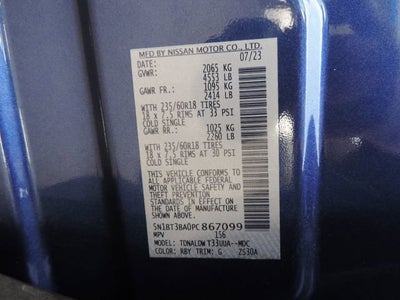 MFD BY NISSAN MOTOR CO., LTD.
DATE: 07/23
GVWR: 2065 KG
4553 LB
GAWR FR.: 1095 KG
2414 LB
WITH 235/60R18 TIRES
18 x 7.5 RIMS AT 33 PSI
COLD SINGLE
GAWR RR.: 1025 KG
2260 LB
WITH 235/60R18 TIRES
18 x 7.5 RIMS AT 30 PSI
COLD SINGLE
THIS VEHICLE CONFORMS TO
ALL APPLICABLE FEDERAL
MOTOR VEHICLE SAFETY AND
THEFT PREVENTION
STANDARDS IN EFFECT ON
THE DATE OF MANUFACTURE
SHOWN ABOVE.
5N1BT3BA0PC867099
MPV 156
MODEL: TDNALDW T33UUA--MDC
COLOR: RBY TRIM: G Z530A